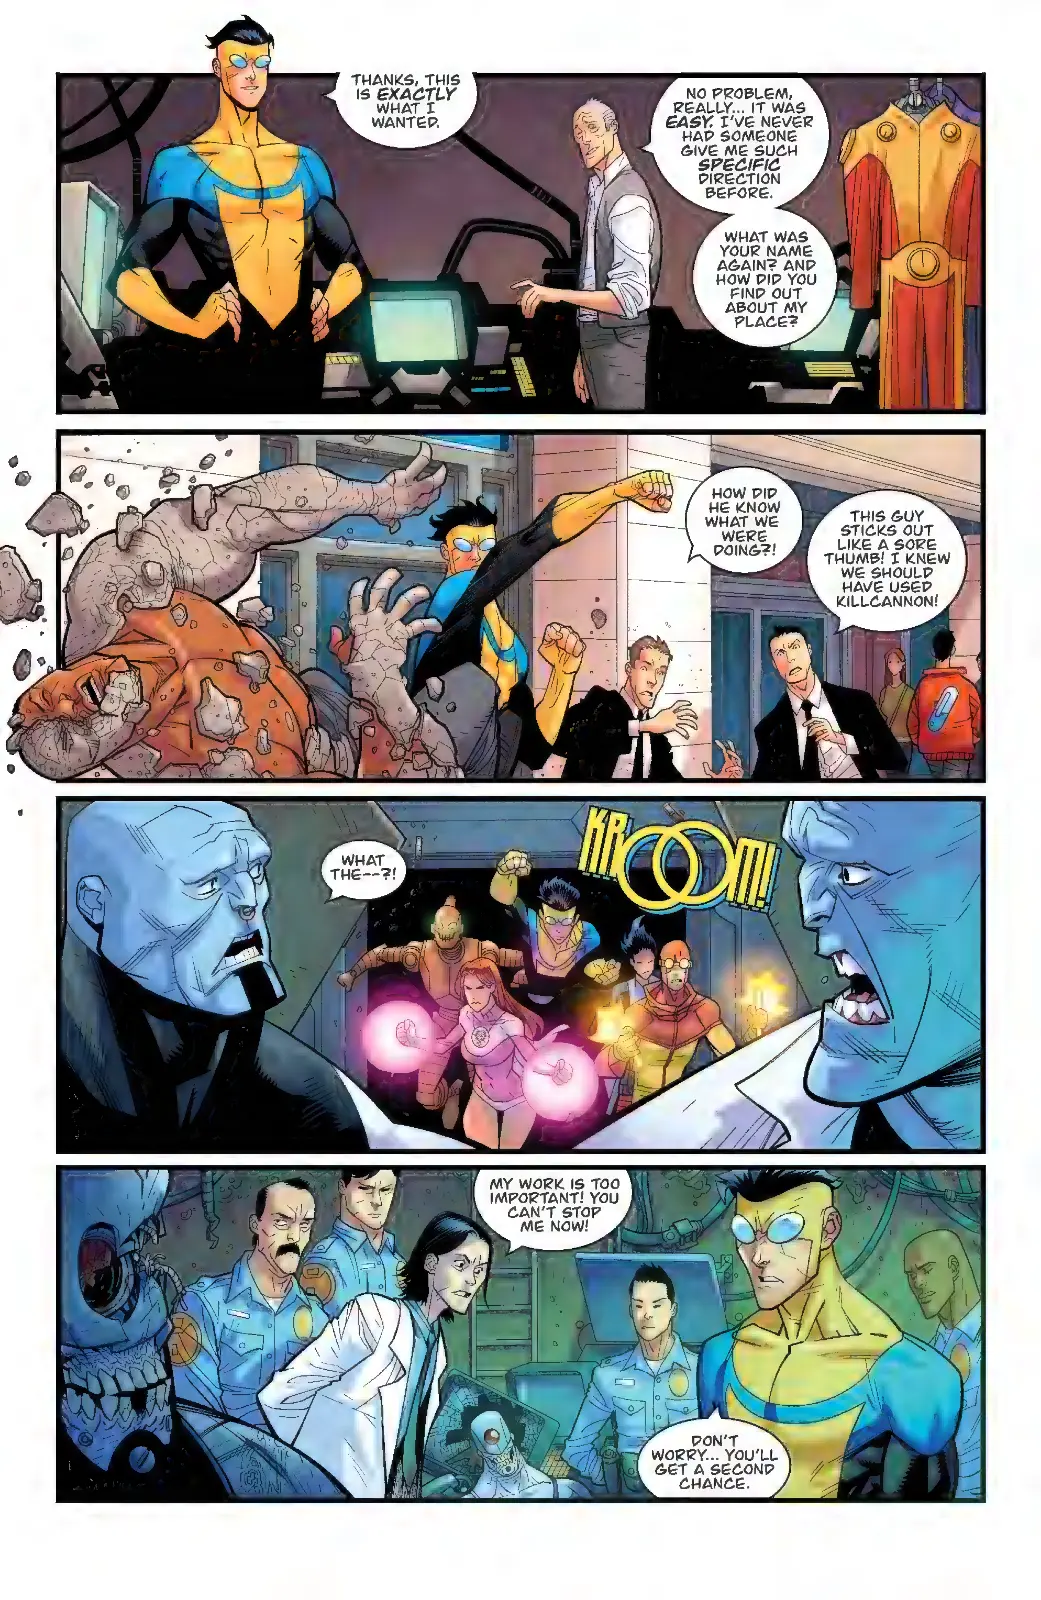 THANKS, THIS
IS EXACTLY
WHAT I
WANTED.
NO PROBLEM,
REALLY... IT WAS
EASY. I'VE NEVER
HAD SOMEONE
GIVE ME SUCH
SPECIFIC
DIRECTION
BEFORE.
WHAT WAS
YOUR NAME
AGAIN? AND
HOW DID YOU
FIND OUT
ABOUT MY
PLACE?
HOW DID
HE KNOW
WHAT WE
WERE
DOING?!
THIS GUY
STICKS OUT
LIKE A SORE
THUMB! I KNEW
WE SHOULD
HAVE USED
KILLCANNON!
WHAT
THE--?!
KROOM!
MY WORK IS TOO
IMPORTANT! YOU
CAN'T STOP
ME NOW!
DON'T
WORRY... YOU'LL
GET A SECOND
CHANCE.